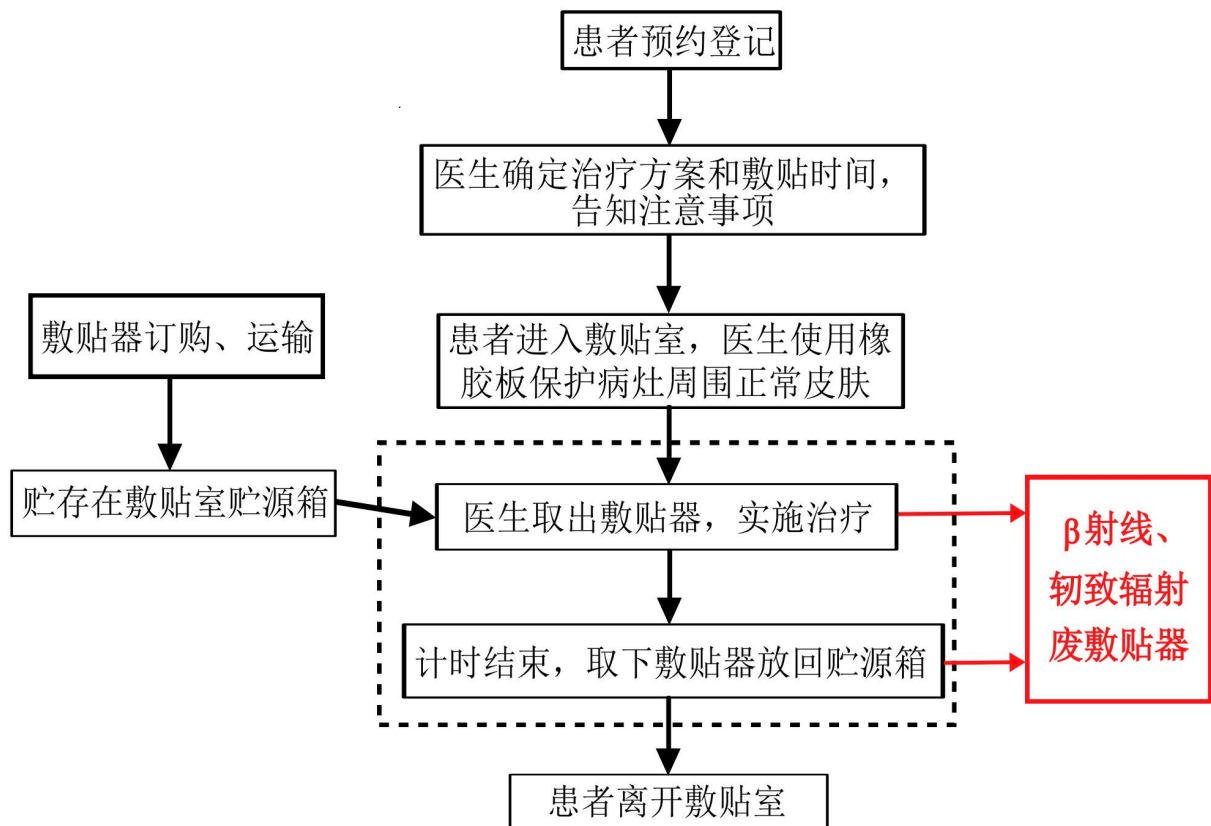 患者预约登记
医生确定治疗方案和敷贴时间，
告知注意事项
敷贴器订购、运输
患者进入敷贴室，医生使用橡
胶板保护病灶周围正常皮肤
贮存在敷贴室贮源箱
医生取出敷贴器，实施治疗
β射线、
轫致辐射
废敷贴器
计时结束，取下敷贴器放回贮源箱
患者离开敷贴室